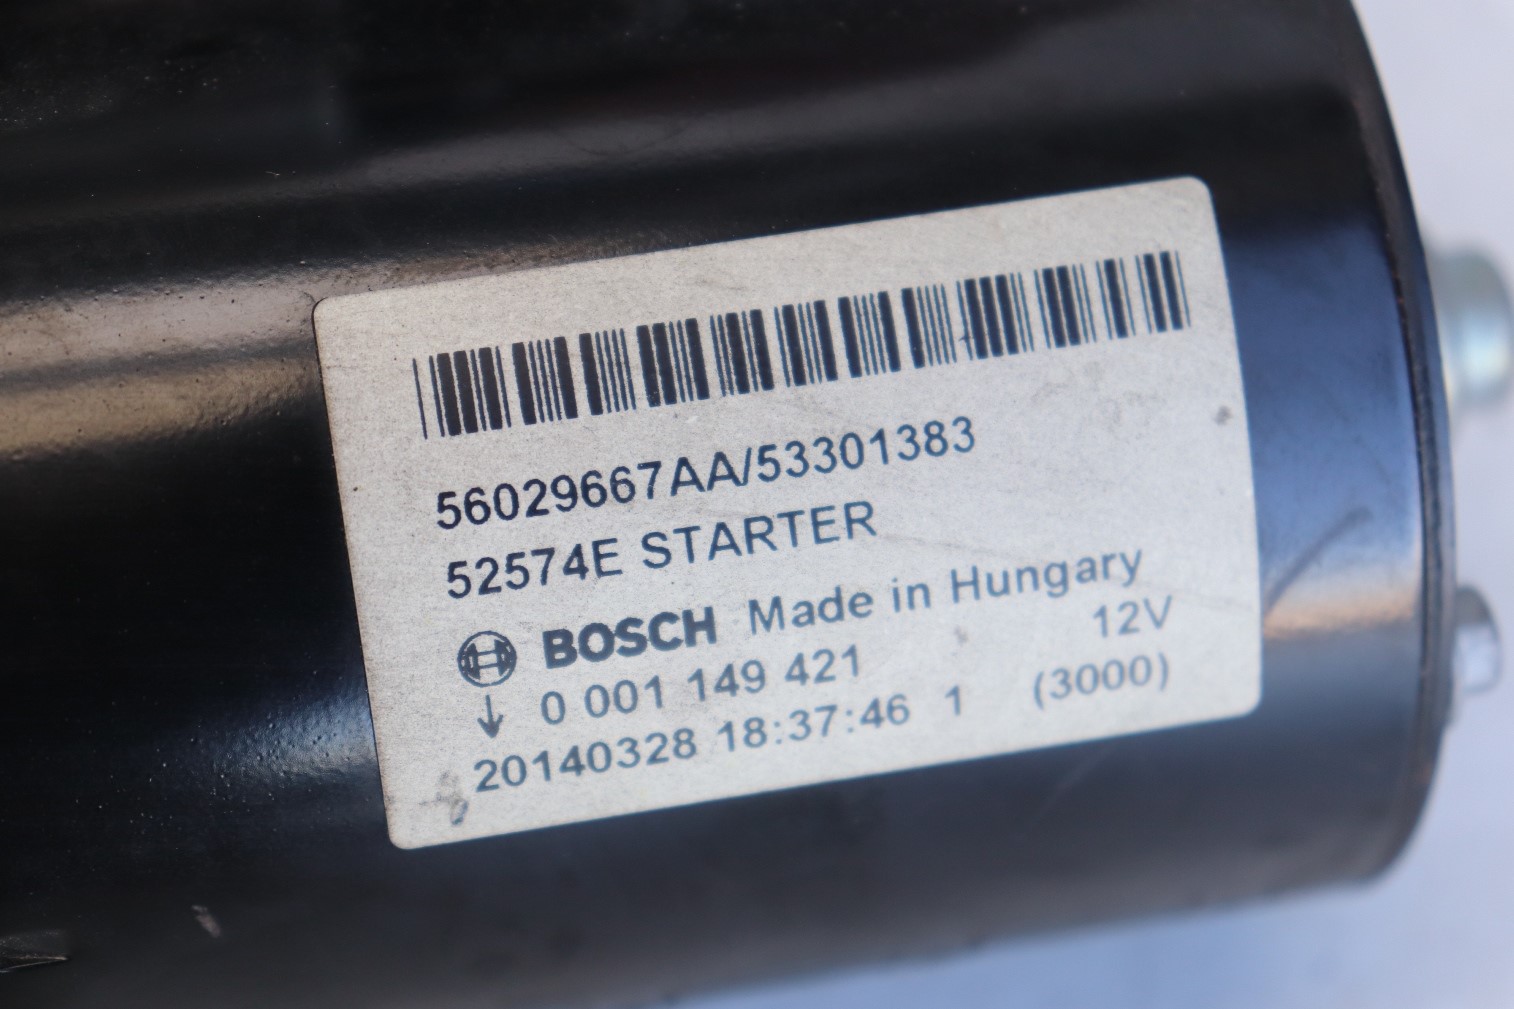 56029667AA/53301383
52574E STARTER
BOSCH Made in Hungary
0 001 149 421 12V
20140328 18:37:46 1 (3000)